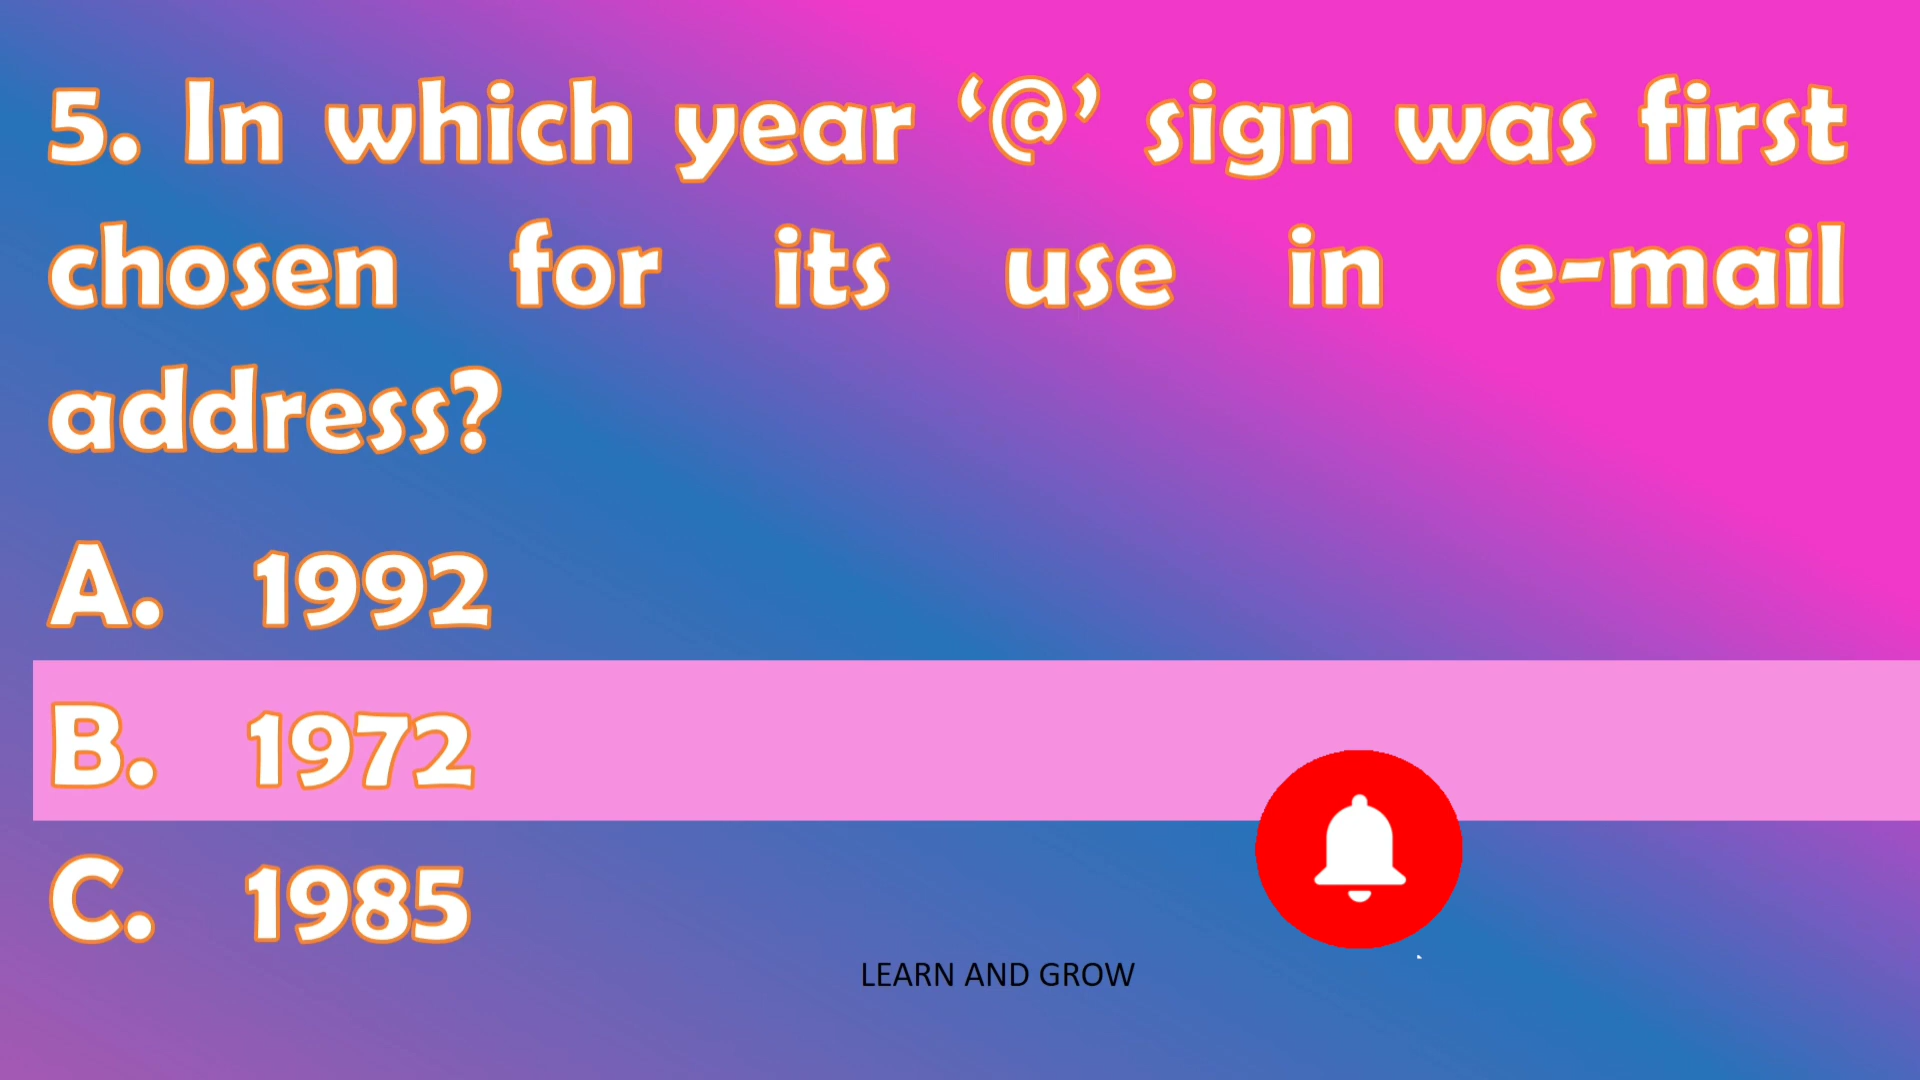 5. In which year ‘@’ sign was first
chosen for its use in e-mail
address?
A. 1992
B. 1972
C. 1985
LEARN AND GROW